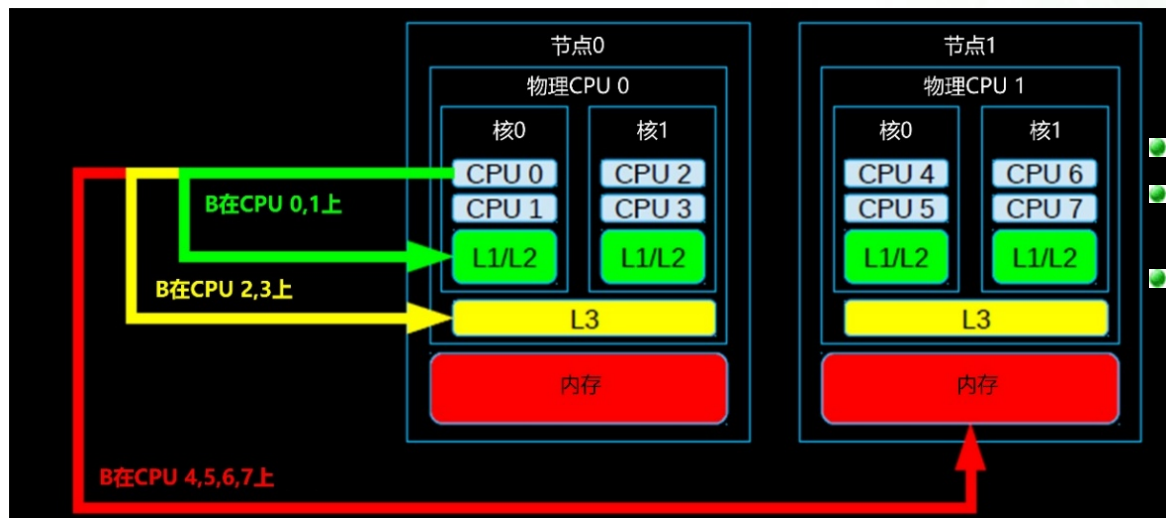 节点0
节点1
物理CPU 0
物理CPU 1
核0
核1
核0
核1
CPU 0
CPU 2
CPU 4
CPU 6
B在CPU 0,1上
CPU 1
CPU 3
CPU 5
CPU 7
L1/L2
L1/L2
L1/L2
L1/L2
B在CPU 2,3上
L3
L3
内存
内存
B在CPU 4,5,6,7上